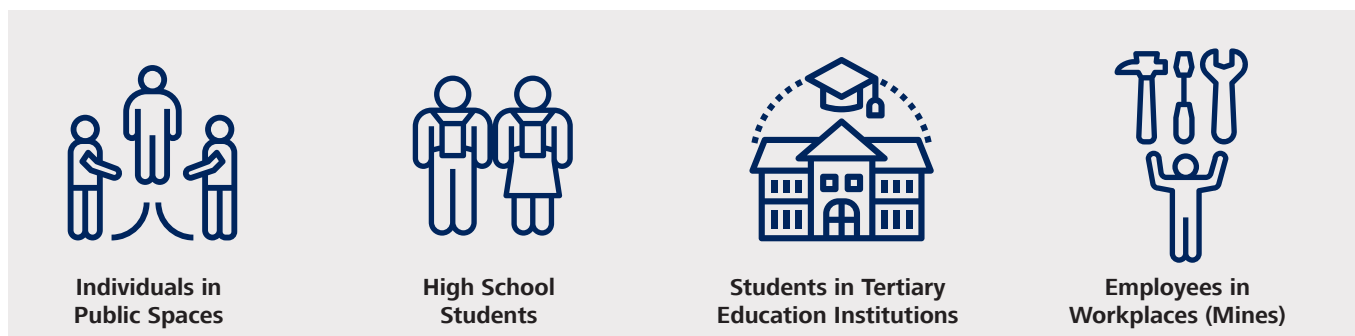 Individuals in
Public Spaces
High School
Students
Students in Tertiary
Education Institutions
Employees in
Workplaces (Mines)